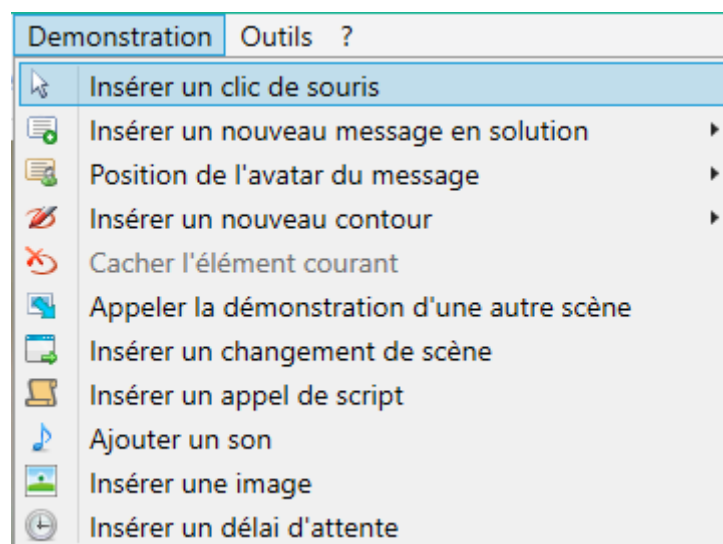 Demonstration Outils ?
Insérer un clic de souris
Insérer un nouveau message en solution
Position de l'avatar du message
Insérer un nouveau contour
Cacher l'élément courant
Appeler la démonstration d'une autre scène
Insérer un changement de scène
Insérer un appel de script
Ajouter un son
Insérer une image
Insérer un délai d'attente